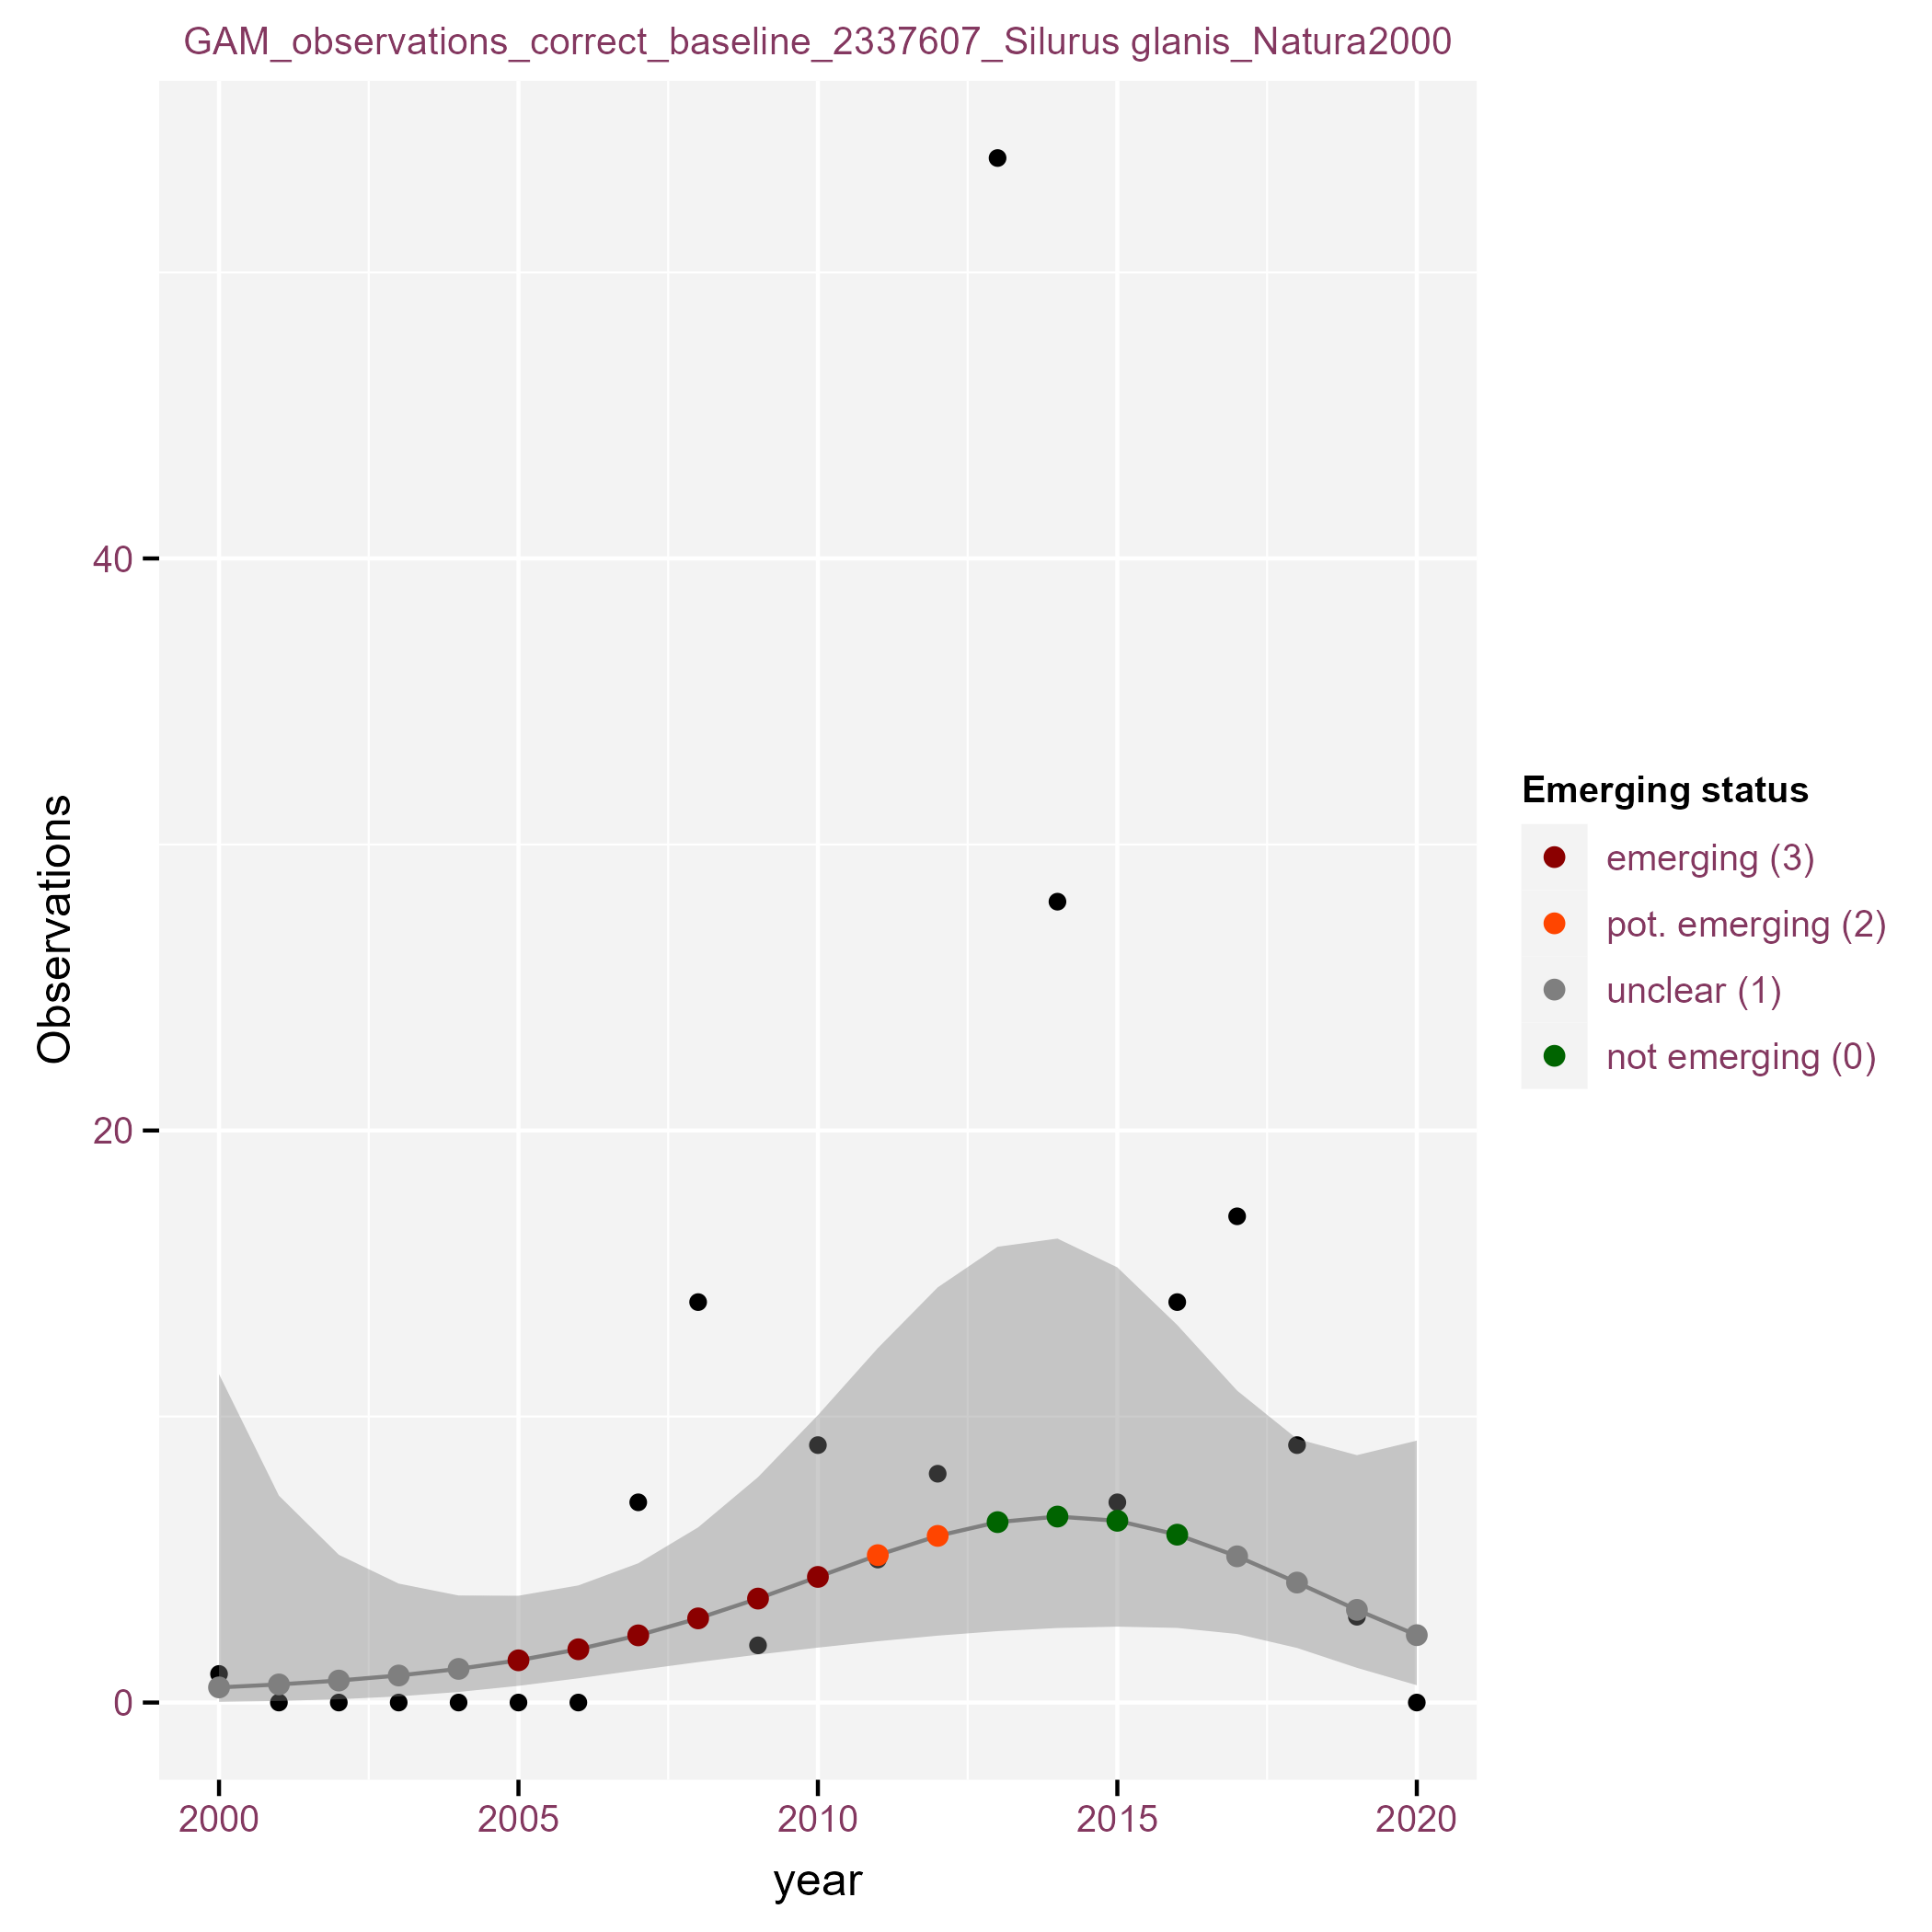 GAM_observations_correct_baseline_2337607_Silurus glanis_Natura2000
Observations
40
20
0
2000
2005
2010
2015
2020
year
Emerging status
emerging (3)
pot. emerging (2)
unclear (1)
not emerging (0)